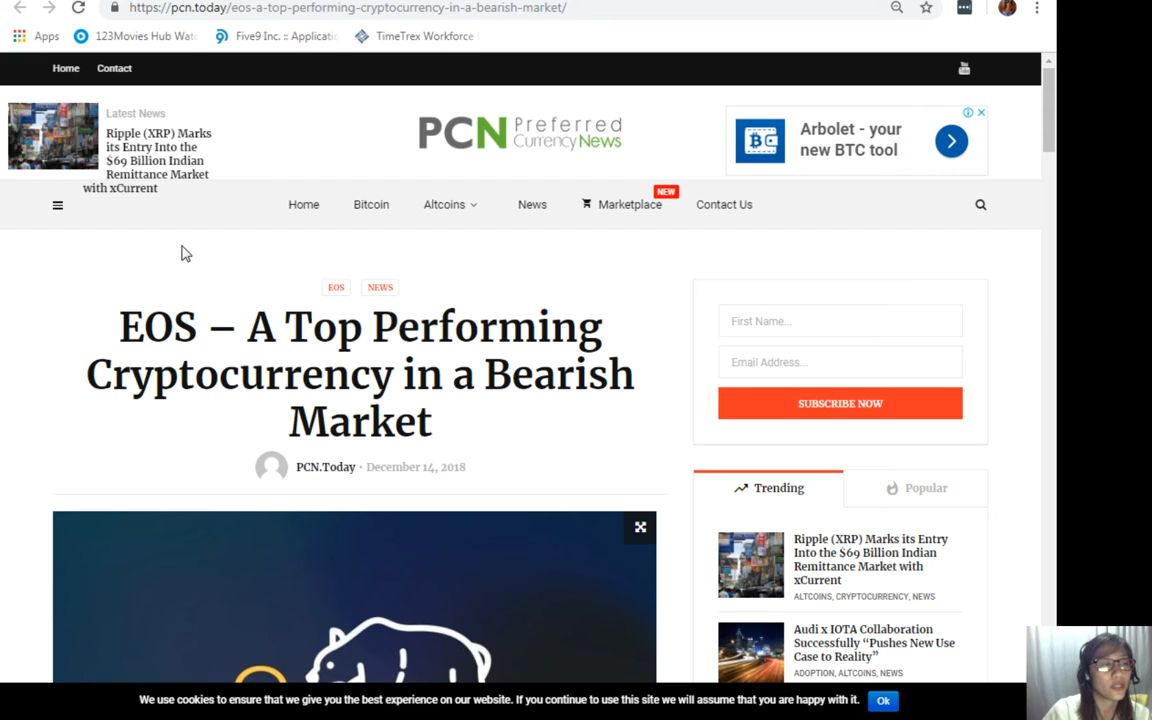 https://pcn.today/eos-a-top-performing-cryptocurrency-in-a-bearish-market/
Apps
123Movies Hub Wat
Five9 Inc. :: Applicati
TimeTrex Workforce
Home
Contact
You
Latest News
Ripple (XRP) Marks
its Entry Into the
$69 Billion Indian
Remittance Market
with xCurrent
PCN Preferred
Currency News
Arbolet - your
new BTC tool
Home
Bitcoin
Altcoins
News
Marketplace
NEW
Contact Us
EOS
NEWS
EOS – A Top Performing
Cryptocurrency in a Bearish
Market
PCN.Today · December 14, 2018
First Name...
Email Address...
SUBSCRIBE NOW
Trending
Popular
Ripple (XRP) Marks its Entry
Into the $69 Billion Indian
Remittance Market with
xCurrent
ALTCOINS, CRYPTOCURRENCY, NEWS
Audi x IOTA Collaboration
Successfully “Pushes New Use
Case to Reality”
ADOPTION, ALTCOINS, NEWS
We use cookies to ensure that we give you the best experience on our website. If you continue to use this site we will assume that you are happy with it.
Ok